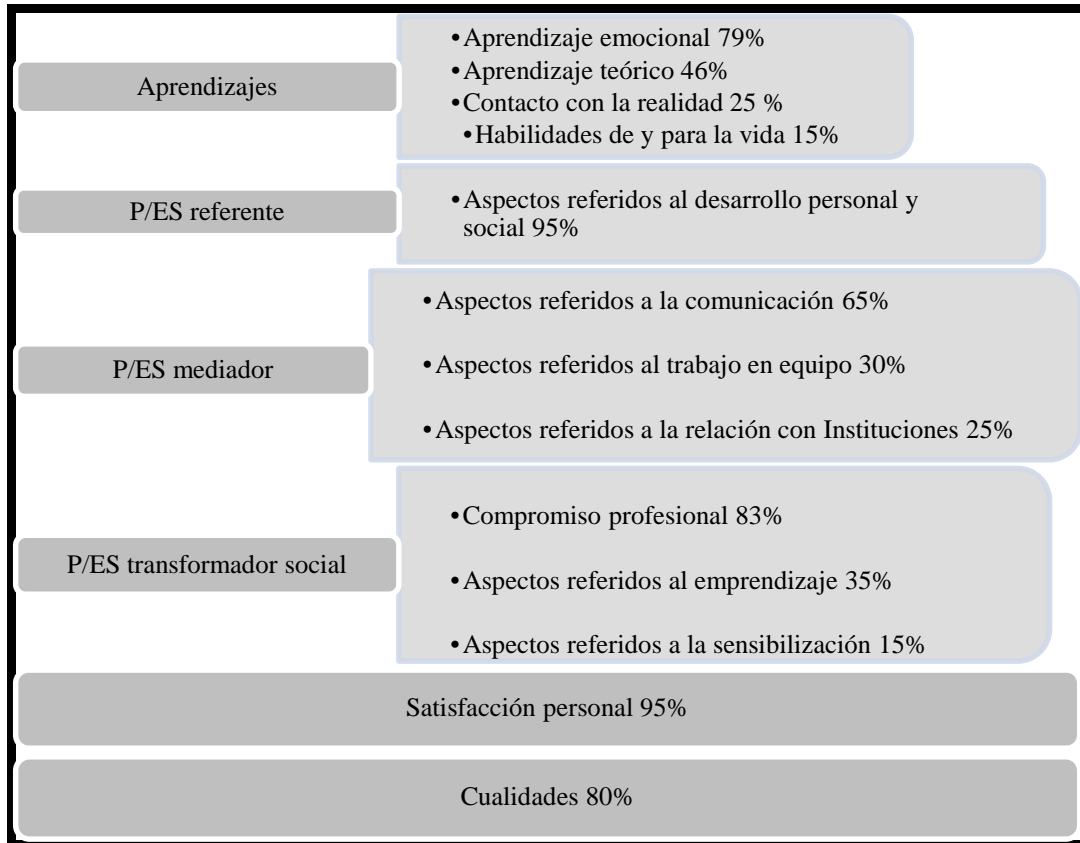 Aprendizajes
•Aprendizaje emocional 79%
•Aprendizaje teórico 46%
•Contacto con la realidad 25 %
•Habilidades de y para la vida 15%
P/ES referente
•Aspectos referidos al desarrollo personal y
social 95%
P/ES mediador
•Aspectos referidos a la comunicación 65%
•Aspectos referidos al trabajo en equipo 30%
•Aspectos referidos a la relación con Instituciones 25%
P/ES transformador social
•Compromiso profesional 83%
•Aspectos referidos al emprendizaje 35%
•Aspectos referidos a la sensibilización 15%
Satisfacción personal 95%
Cualidades 80%